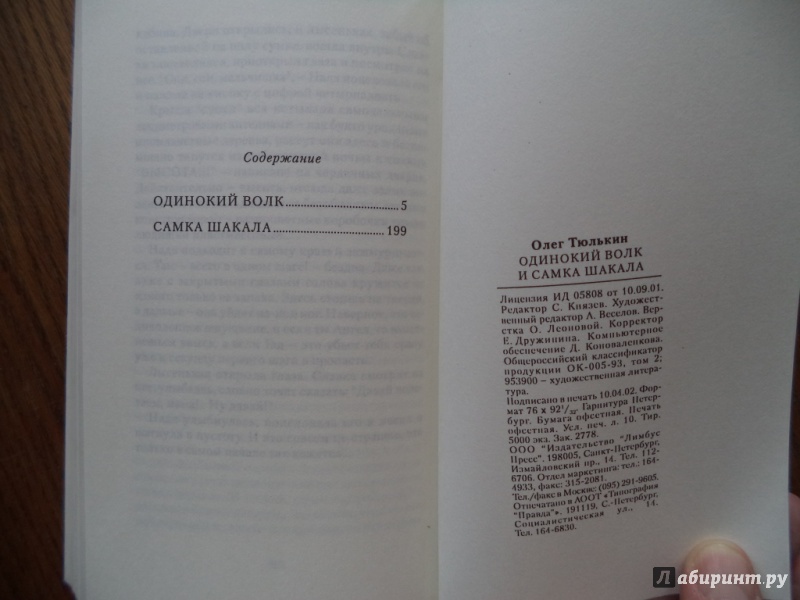 Содержание
ОДИНОКИЙ ВОЛК........................................5
САМКА ШАКАЛА......................................199
Олег Тюлькин
ОДИНОКИЙ ВОЛК
И САМКА ШАКАЛА
Лицензия ИД 05808 от 10.09.01.
Редактор С. Князев. Художест-
венный редактор А. Веселов. Вер-
стка О. Леоновой. Корректор
Е. Дружинина. Компьютерное
обеспечение Д. Коноваленкова.
Общероссийский классификатор
продукции ОК-005-93, том 2;
953900 – художественная литера-
тура.
Подписано в печать 10.04.02. Фор-
мат 76 х 92¹/₃₂. Гарнитура Петер-
бург. Бумага офсетная. Печать
офсетная. Усл. печ. л. 10. Тир.
5000 экз. Зак. 2778.
ООО "Издательство "Лимбус
Пресс". 198005, Санкт-Петербург,
Измайловский пр., 14. Тел. 112-
6706. Отдел маркетинга: тел.: 164-
4933, факс: 315-2081.
Тел./факс в Москве: (095) 291-9605.
Отпечатано в АООТ «Типография
"Правда"». 191119, С.-Петербург,
Социалистическая ул., 14.
Тел. 164-6830.
Лабиринт.ру